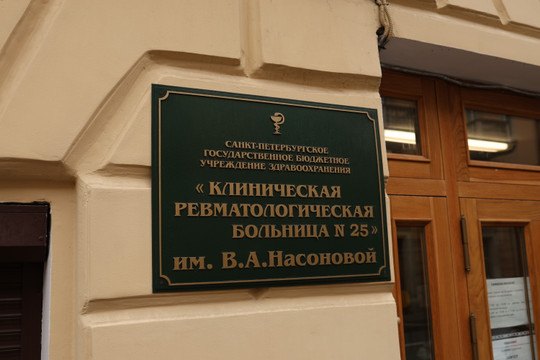 САНКТ-ПЕТЕРБУРГСКОЕ
ГОСУДАРСТВЕННОЕ БЮДЖЕТНОЕ
УЧРЕЖДЕНИЕ ЗДРАВООХРАНЕНИЯ
«КЛИНИЧЕСКАЯ
РЕВМАТОЛОГИЧЕСКАЯ
БОЛЬНИЦА N 25»
им. В.А.Насоновой